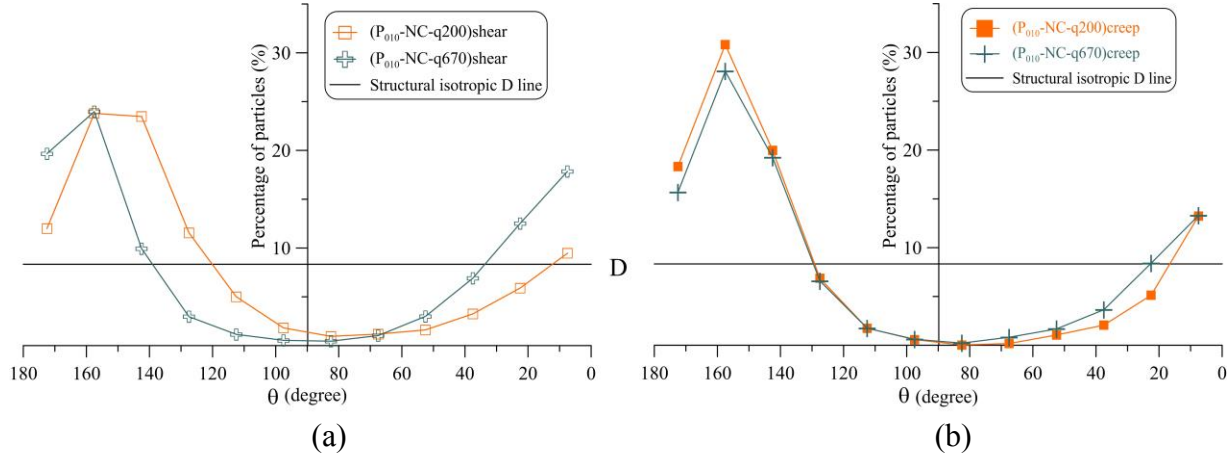 (P₀₁₀-NC-q200)shear
(P₀₁₀-NC-q670)shear
Structural isotropic D line
Percentage of particles (%)
30
20
10
180 160 140 120 100 80 60 40 20 0
θ (degree)
(a)
D
(P₀₁₀-NC-q200)creep
(P₀₁₀-NC-q670)creep
Structural isotropic D line
Percentage of particles (%)
30
20
10
180 160 140 120 100 80 60 40 20 0
θ (degree)
(b)